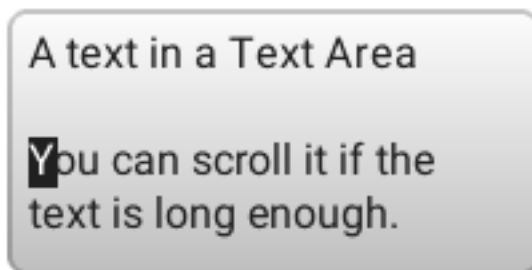 A text in a Text Area
You can scroll it if the
text is long enough.